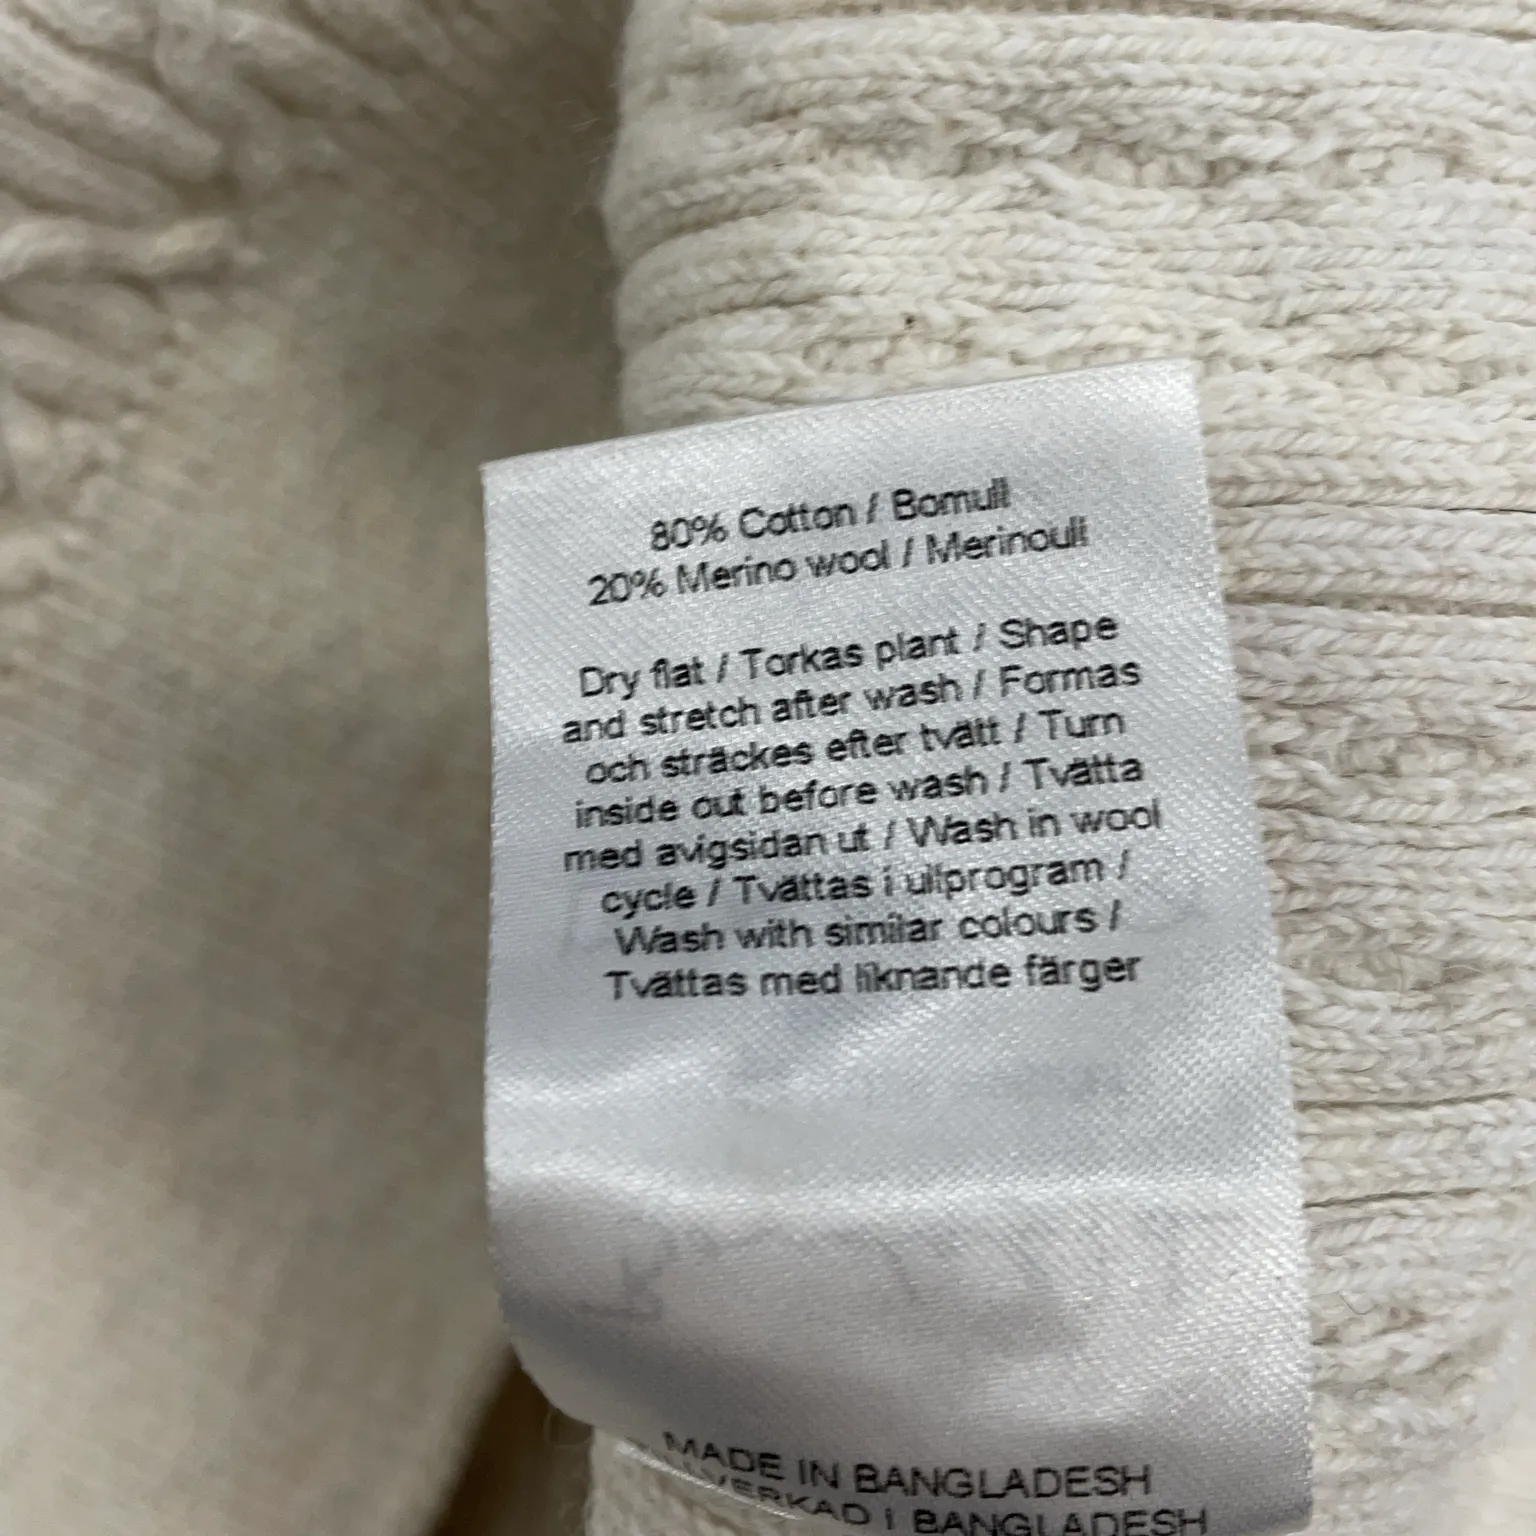 80% Cotton / Bomull
20% Merino wool / Merinoull
Dry flat / Torkas plant / Shape
and stretch after wash / Formas
och sträckes efter tvätt / Turn
inside out before wash / Tvätta
med avigsidan ut / Wash in wool
cycle / Tvättas i ullprogram /
Wash with similar colours /
Tvättas med liknande färger
MADE IN BANGLADESH
I BANGLADESH